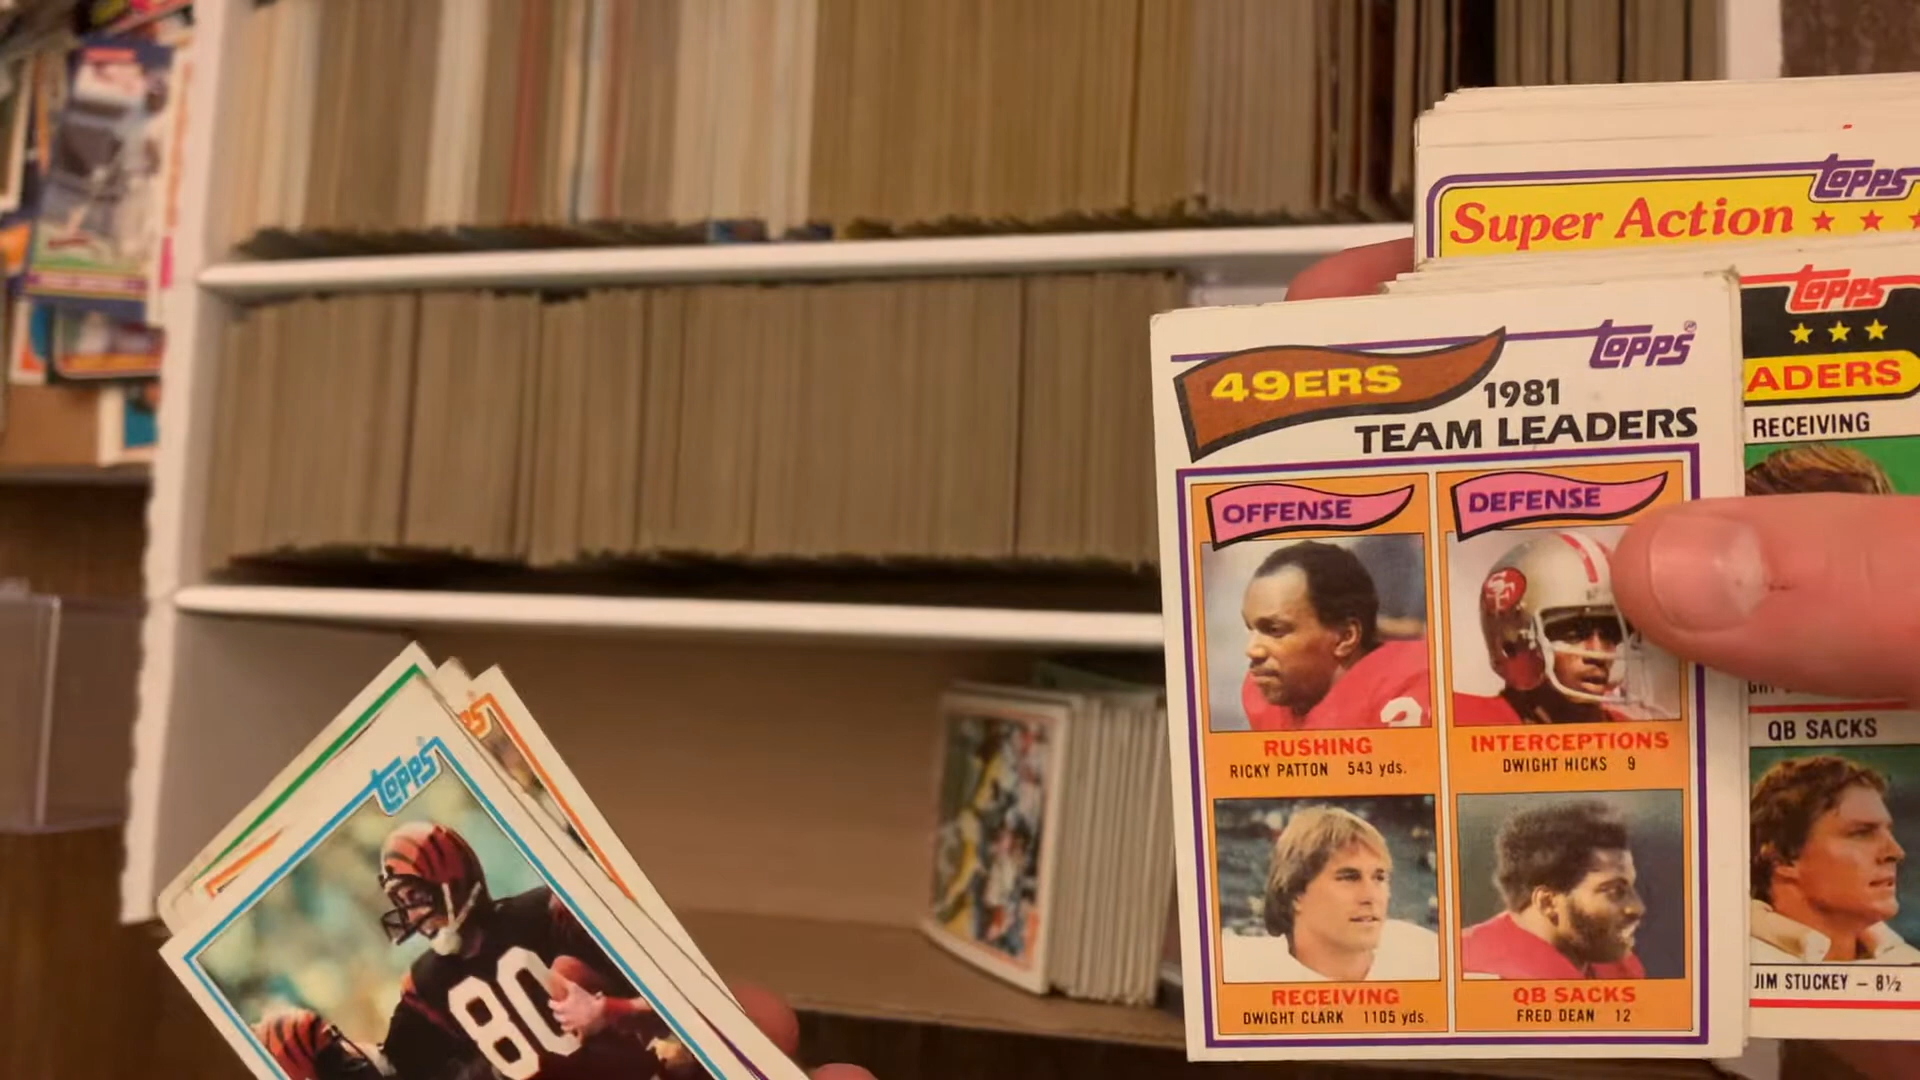 Topps
Super Action
Topps
ADERS
RECEIVING
QB SACKS
JIM STUCKEY – 8½
49ERS
Topps
1981
TEAM LEADERS
OFFENSE
DEFENSE
SF
RUSHING
RICKY PATTON 543 yds.
INTERCEPTIONS
DWIGHT HICKS 9
RECEIVING
DWIGHT CLARK 1105 yds.
QB SACKS
FRED DEAN 12
Topps
80